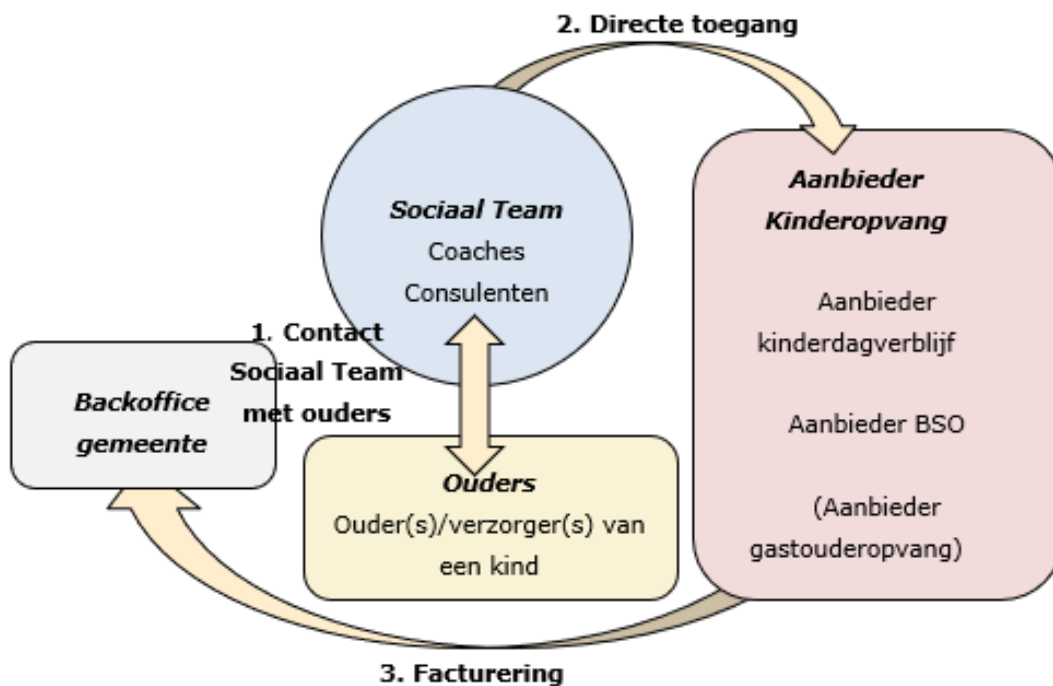 2. Directe toegang
Sociaal Team
Coaches
Consulenten
Aanbieder
Kinderopvang
Aanbieder
kinderdagverblijf
Aanbieder BSO
(Aanbieder
gastouderopvang)
1. Contact
Sociaal Team
met ouders
Backoffice
gemeente
Ouders
Ouder(s)/verzorger(s) van
een kind
3. Facturering